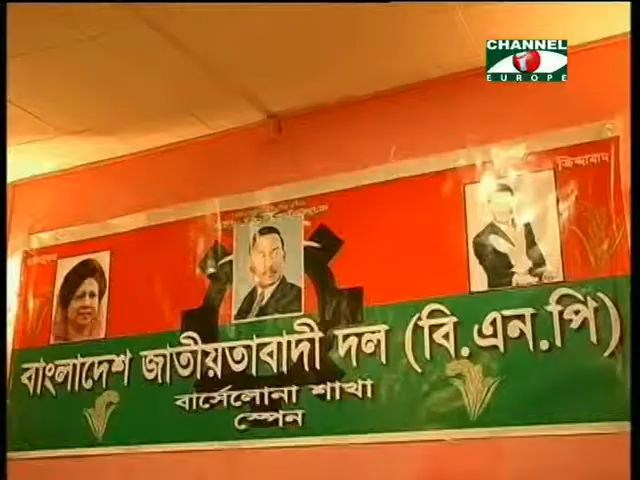 CHANNEL
i
EUROPE
জিন্দাবাদ
বাংলাদেশ জাতীয়তাবাদী দল (বি.এন.পি)
বার্সেলোনা শাখা
স্পেন